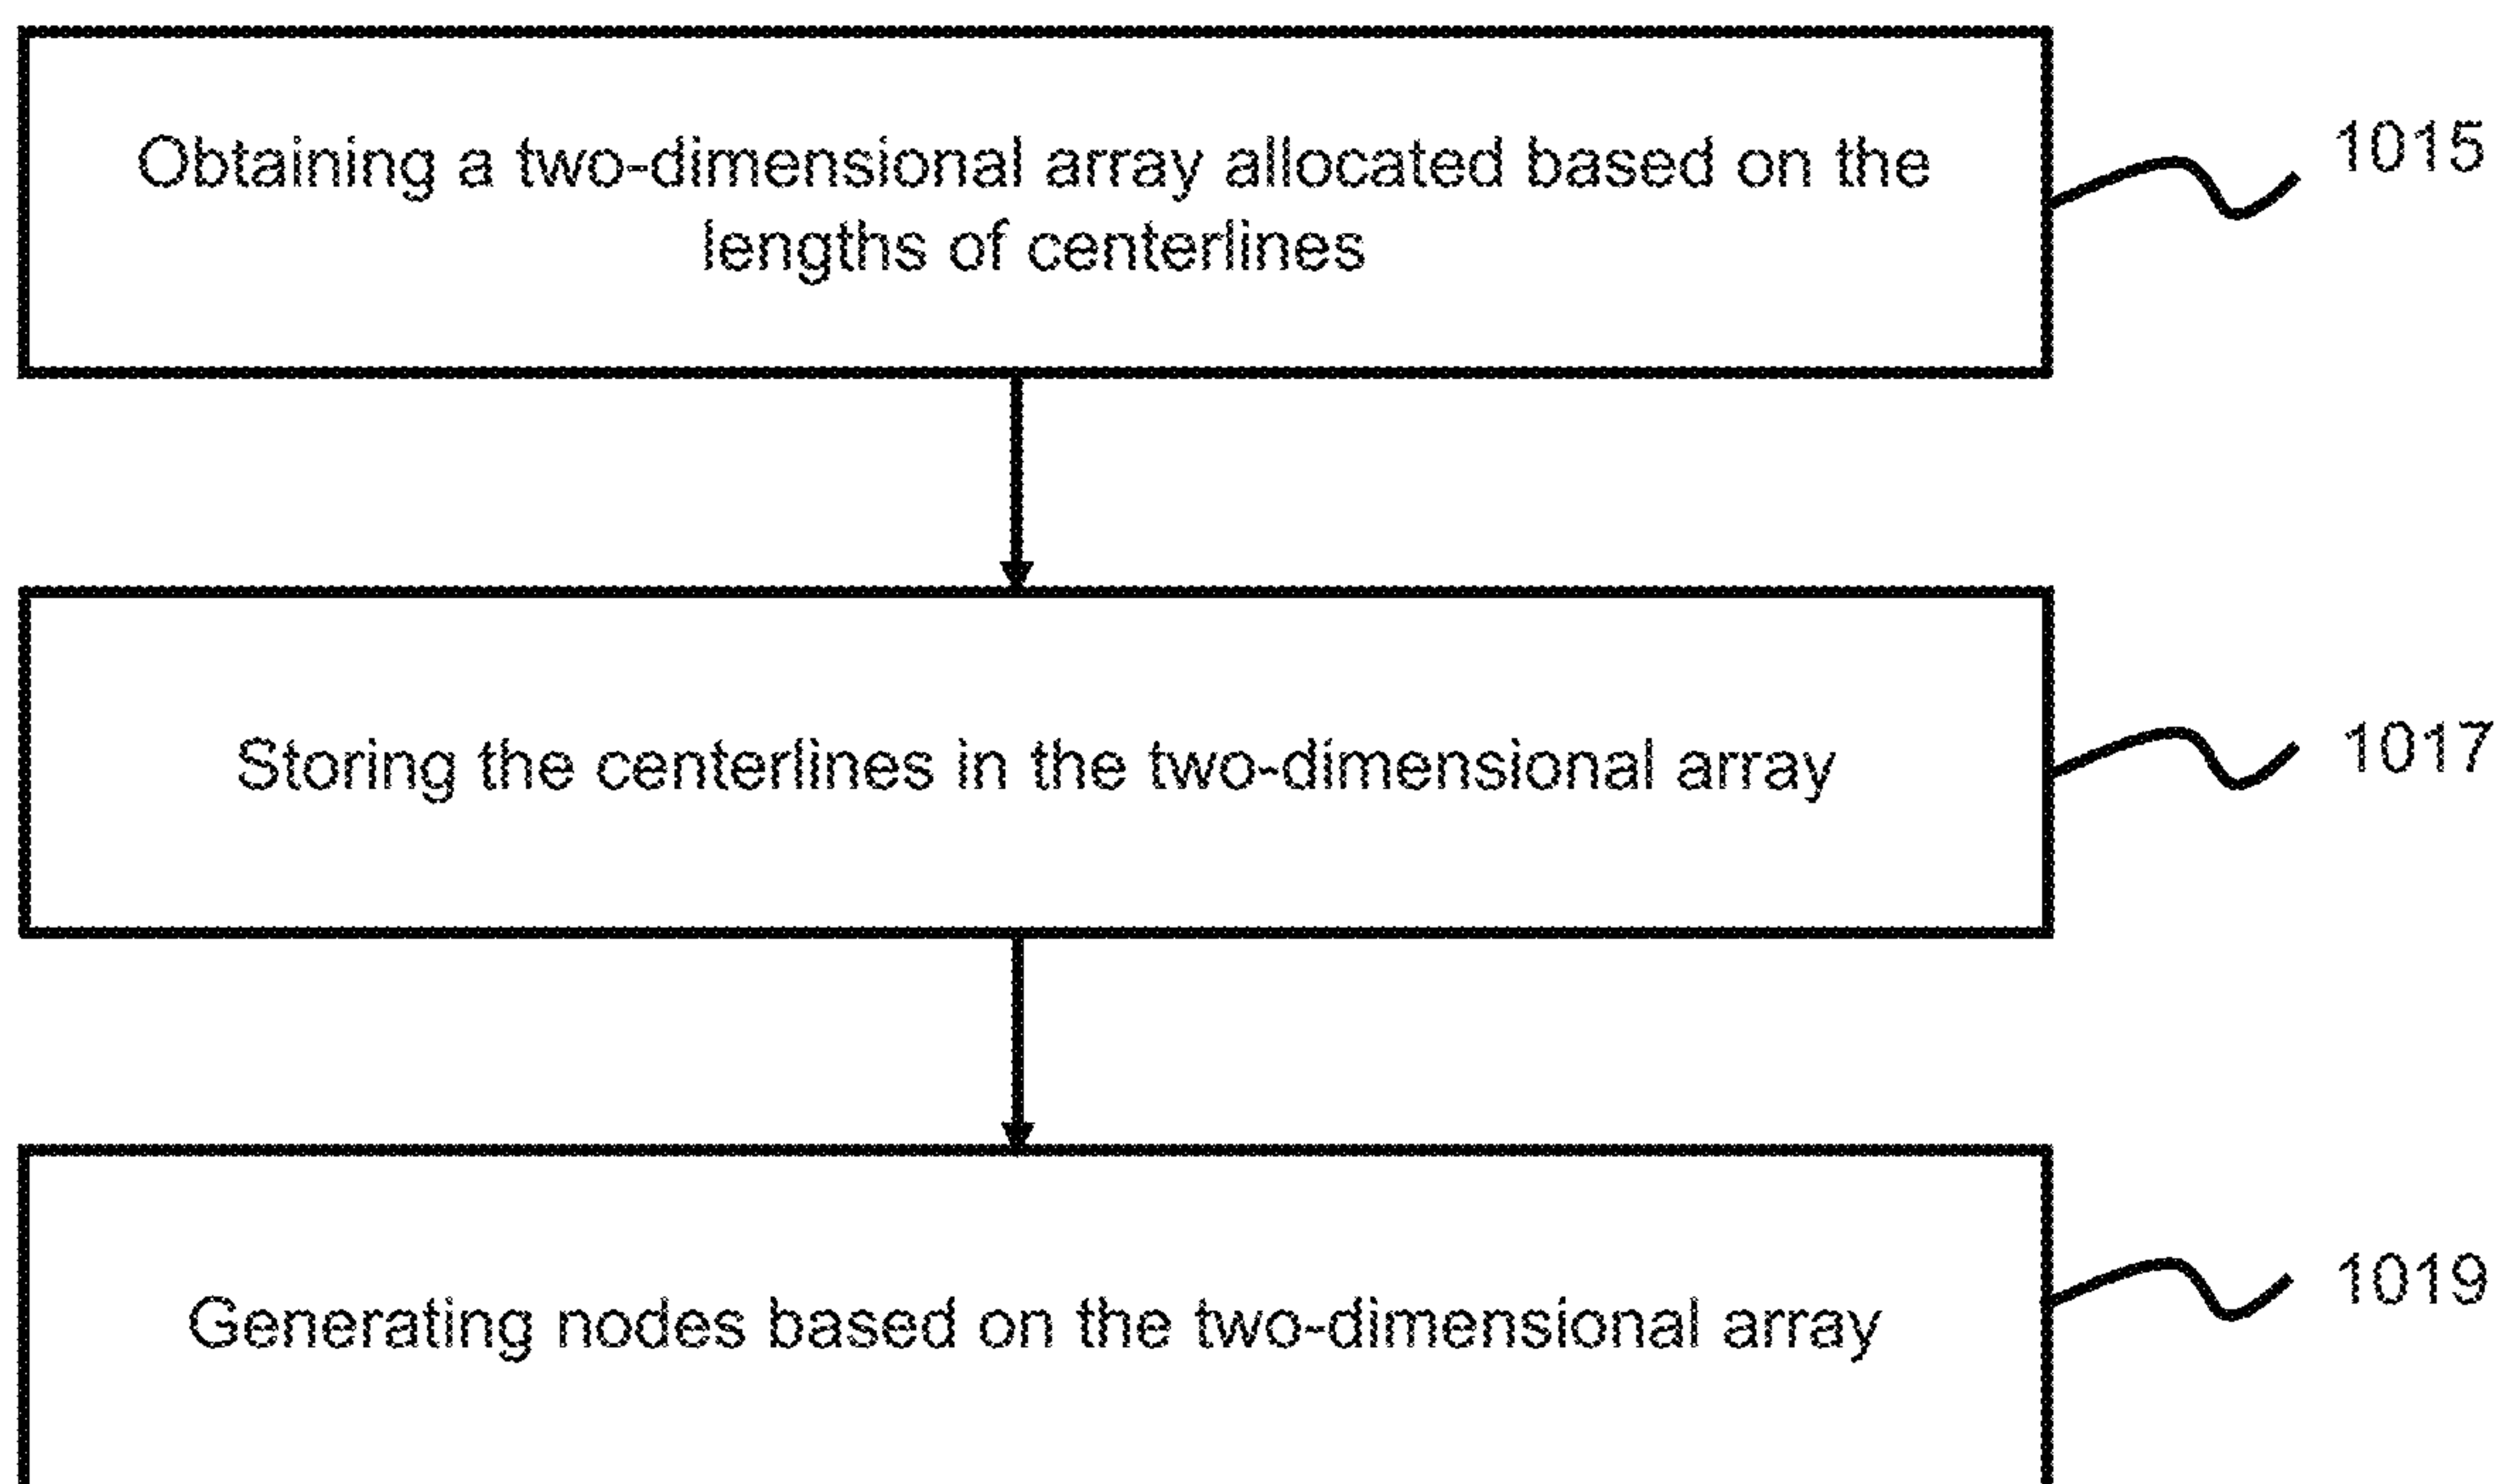 Obtaining a two-dimensional array allocated based on the
lengths of centerlines
1015
Storing the centerlines in the two-dimensional array
1017
Generating nodes based on the two-dimensional array
1019